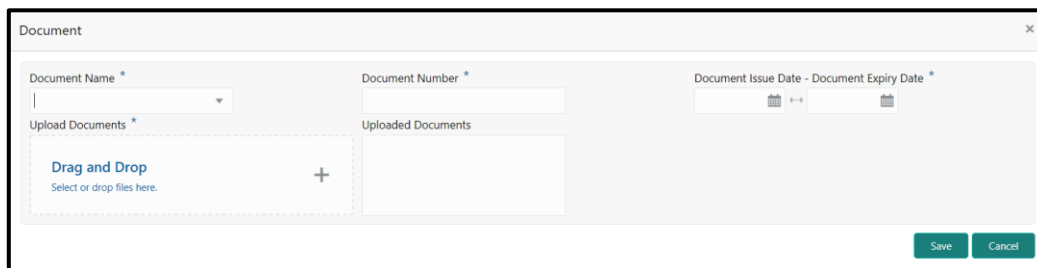 Document ×
Document Name * Document Number * Document Issue Date - Document Expiry Date *
Upload Documents * Uploaded Documents
Drag and Drop
Select or drop files here.
Save Cancel